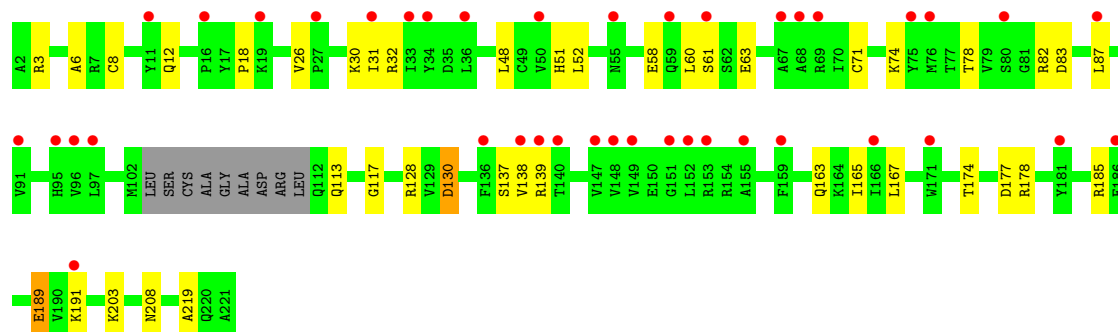 A2 R3 A6 R7 C8 Y11 Q12 P16 Y17 P18 K19 V26 P27 K30 I31 R32 I33 Y34 D35 L36 L48 C49 V50 H51 L52 N55 E58 Q59 L60 S61 S62 E63 A67 A68 R69 I70 C71 K74 Y75 M76 T77 T78 V79 S80 G81 R82 D83 L87
V91 H95 V96 L97 M102 LEU SER CYS ALA GLY ALA ASP ARG LEU Q112 Q113 G117 R128 V129 D130 F136 S137 V138 R139 T140 V147 V148 V149 E150 G151 L152 R153 R154 A155 F159 Q163 K164 I165 I166 L167 W171 T174 D177 R178 Y181 R185
E189 V190 K191 K203 N208 A219 Q220 A221